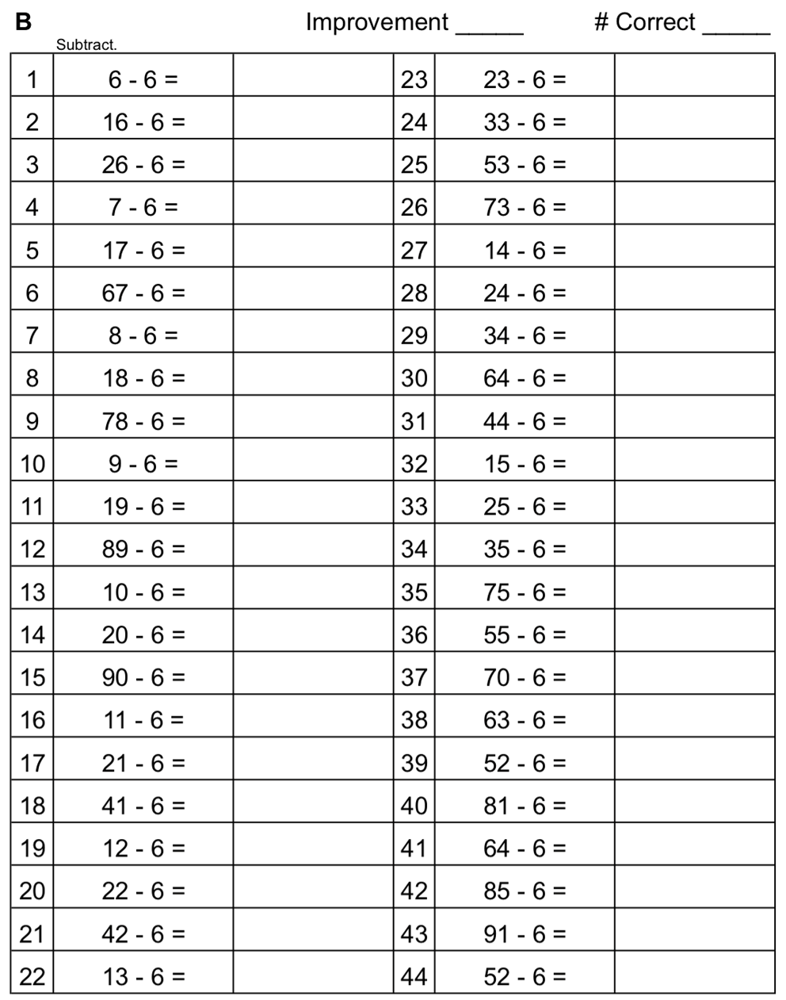 B Improvement _____ # Correct _____
Subtract.
1 6 - 6 = 23 23 - 6 =
2 16 - 6 = 24 33 - 6 =
3 26 - 6 = 25 53 - 6 =
4 7 - 6 = 26 73 - 6 =
5 17 - 6 = 27 14 - 6 =
6 67 - 6 = 28 24 - 6 =
7 8 - 6 = 29 34 - 6 =
8 18 - 6 = 30 64 - 6 =
9 78 - 6 = 31 44 - 6 =
10 9 - 6 = 32 15 - 6 =
11 19 - 6 = 33 25 - 6 =
12 89 - 6 = 34 35 - 6 =
13 10 - 6 = 35 75 - 6 =
14 20 - 6 = 36 55 - 6 =
15 90 - 6 = 37 70 - 6 =
16 11 - 6 = 38 63 - 6 =
17 21 - 6 = 39 52 - 6 =
18 41 - 6 = 40 81 - 6 =
19 12 - 6 = 41 64 - 6 =
20 22 - 6 = 42 85 - 6 =
21 42 - 6 = 43 91 - 6 =
22 13 - 6 = 44 52 - 6 =